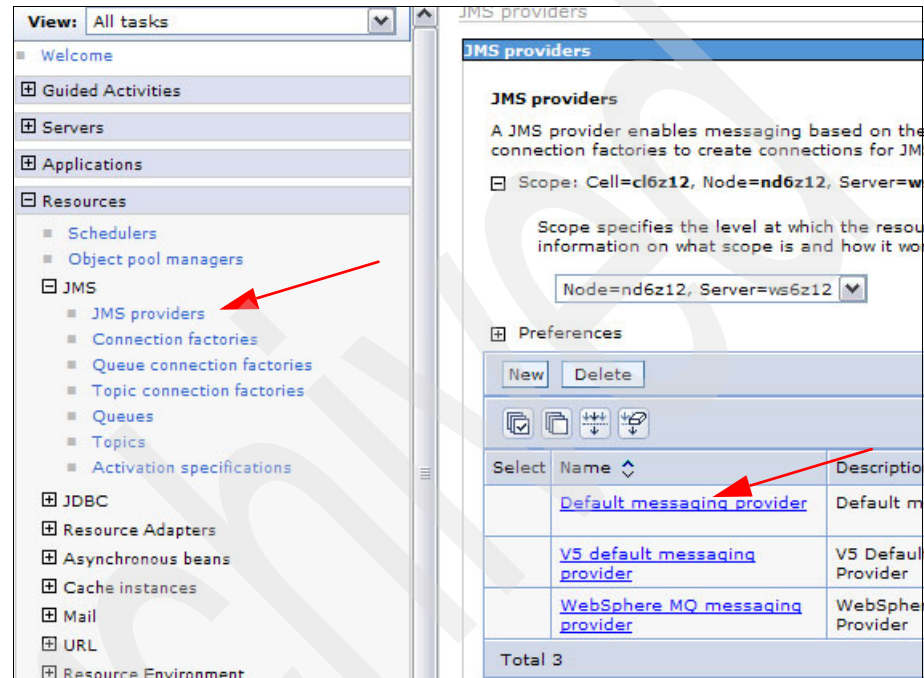 View: All tasks
Welcome
Guided Activities
Servers
Applications
Resources
Schedulers
Object pool managers
JMS
JMS providers
Connection factories
Queue connection factories
Topic connection factories
Queues
Topics
Activation specifications
JDBC
Resource Adapters
Asynchronous beans
Cache instances
Mail
URL
Resource Environment
JMS providers
JMS providers
JMS providers
A JMS provider enables messaging based on the
connection factories to create connections for JM
Scope: Cell=cl6z12, Node=nd6z12, Server=w
Scope specifies the level at which the resou
information on what scope is and how it wo
Node=nd6z12, Server=ws6z12
Preferences
New Delete
Select Name Descriptio
Default messaging provider Default m
V5 default messaging V5 Defaul
provider Provider
WebSphere MQ messaging WebSphe
provider Provider
Total 3